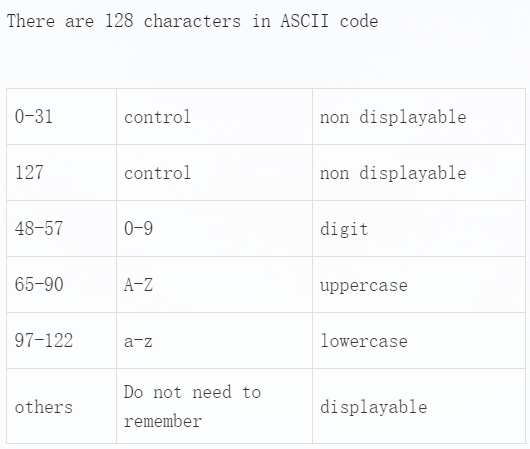 There are 128 characters in ASCII code
0-31 control non displayable
127 control non displayable
48-57 0-9 digit
65-90 A-Z uppercase
97-122 a-z lowercase
others Do not need to remember displayable